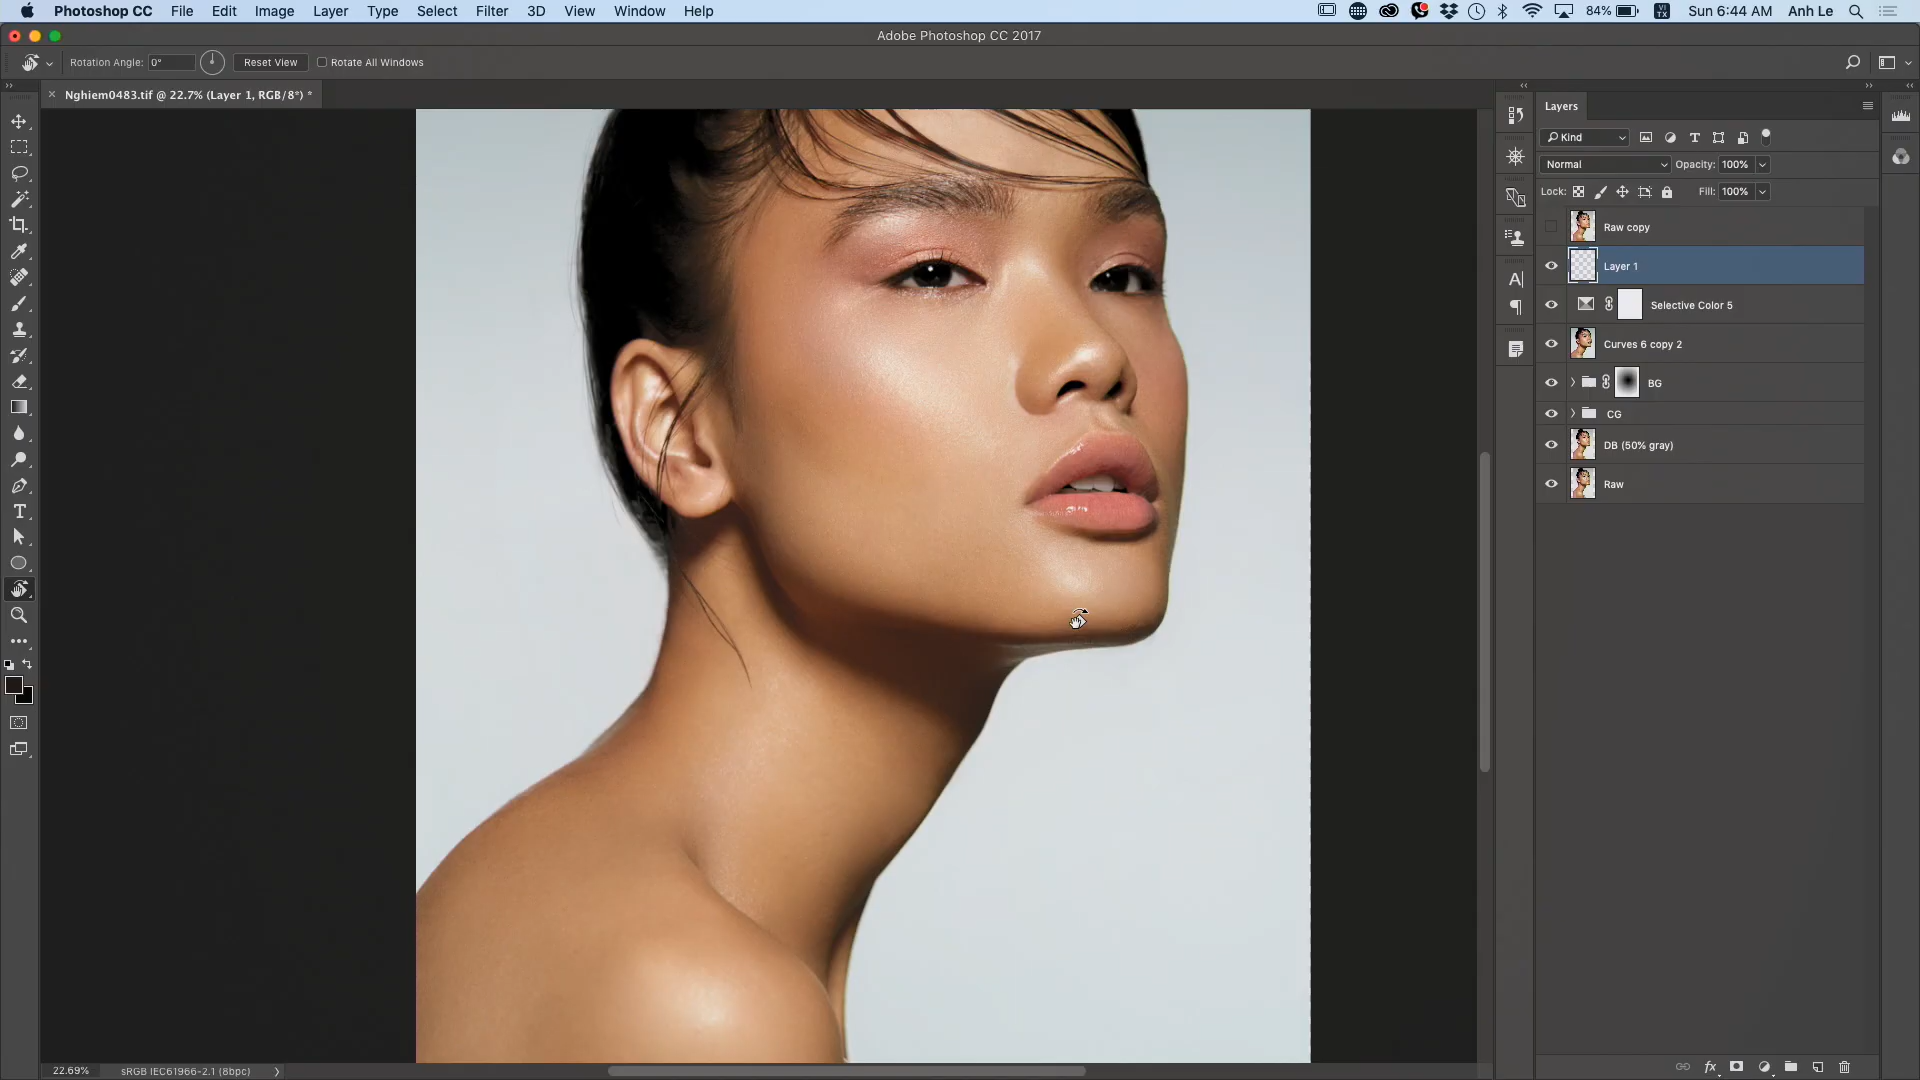 Photoshop CC File Edit Image Layer Type Select Filter 3D View Window Help 84% VI TX Sun 6:44 AM Anh Le
Adobe Photoshop CC 2017
Rotation Angle: 0° Reset View Rotate All Windows
× Nghiem0483.tif @ 22.7% (Layer 1, RGB/8*) *
Layers
Kind
Normal Opacity: 100%
Lock: Fill: 100%
Raw copy
Layer 1
Selective Color 5
Curves 6 copy 2
BG
CG
DB (50% gray)
Raw
22.69% sRGB IEC61966-2.1 (8bpc)
fx